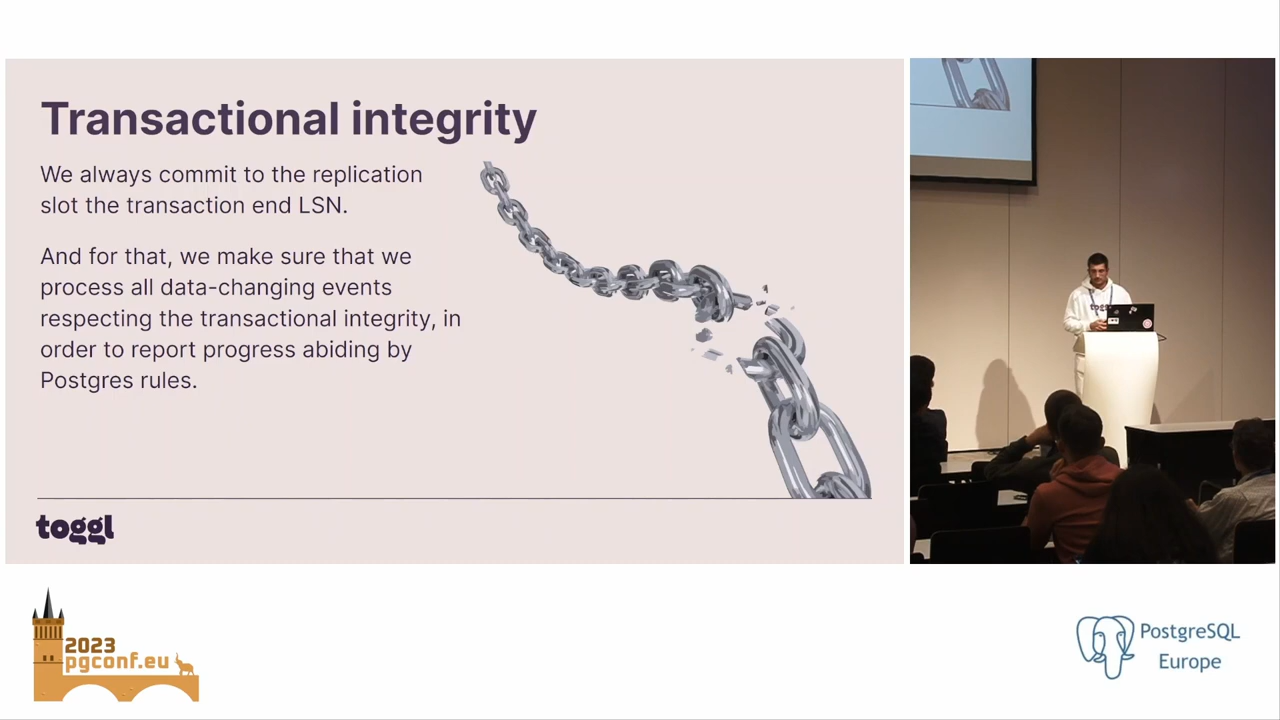 Transactional integrity
We always commit to the replication
slot the transaction end LSN.
And for that, we make sure that we
process all data-changing events
respecting the transactional integrity, in
order to report progress abiding by
Postgres rules.
toggl
2023
pgconf.eu
PostgreSQL
Europe